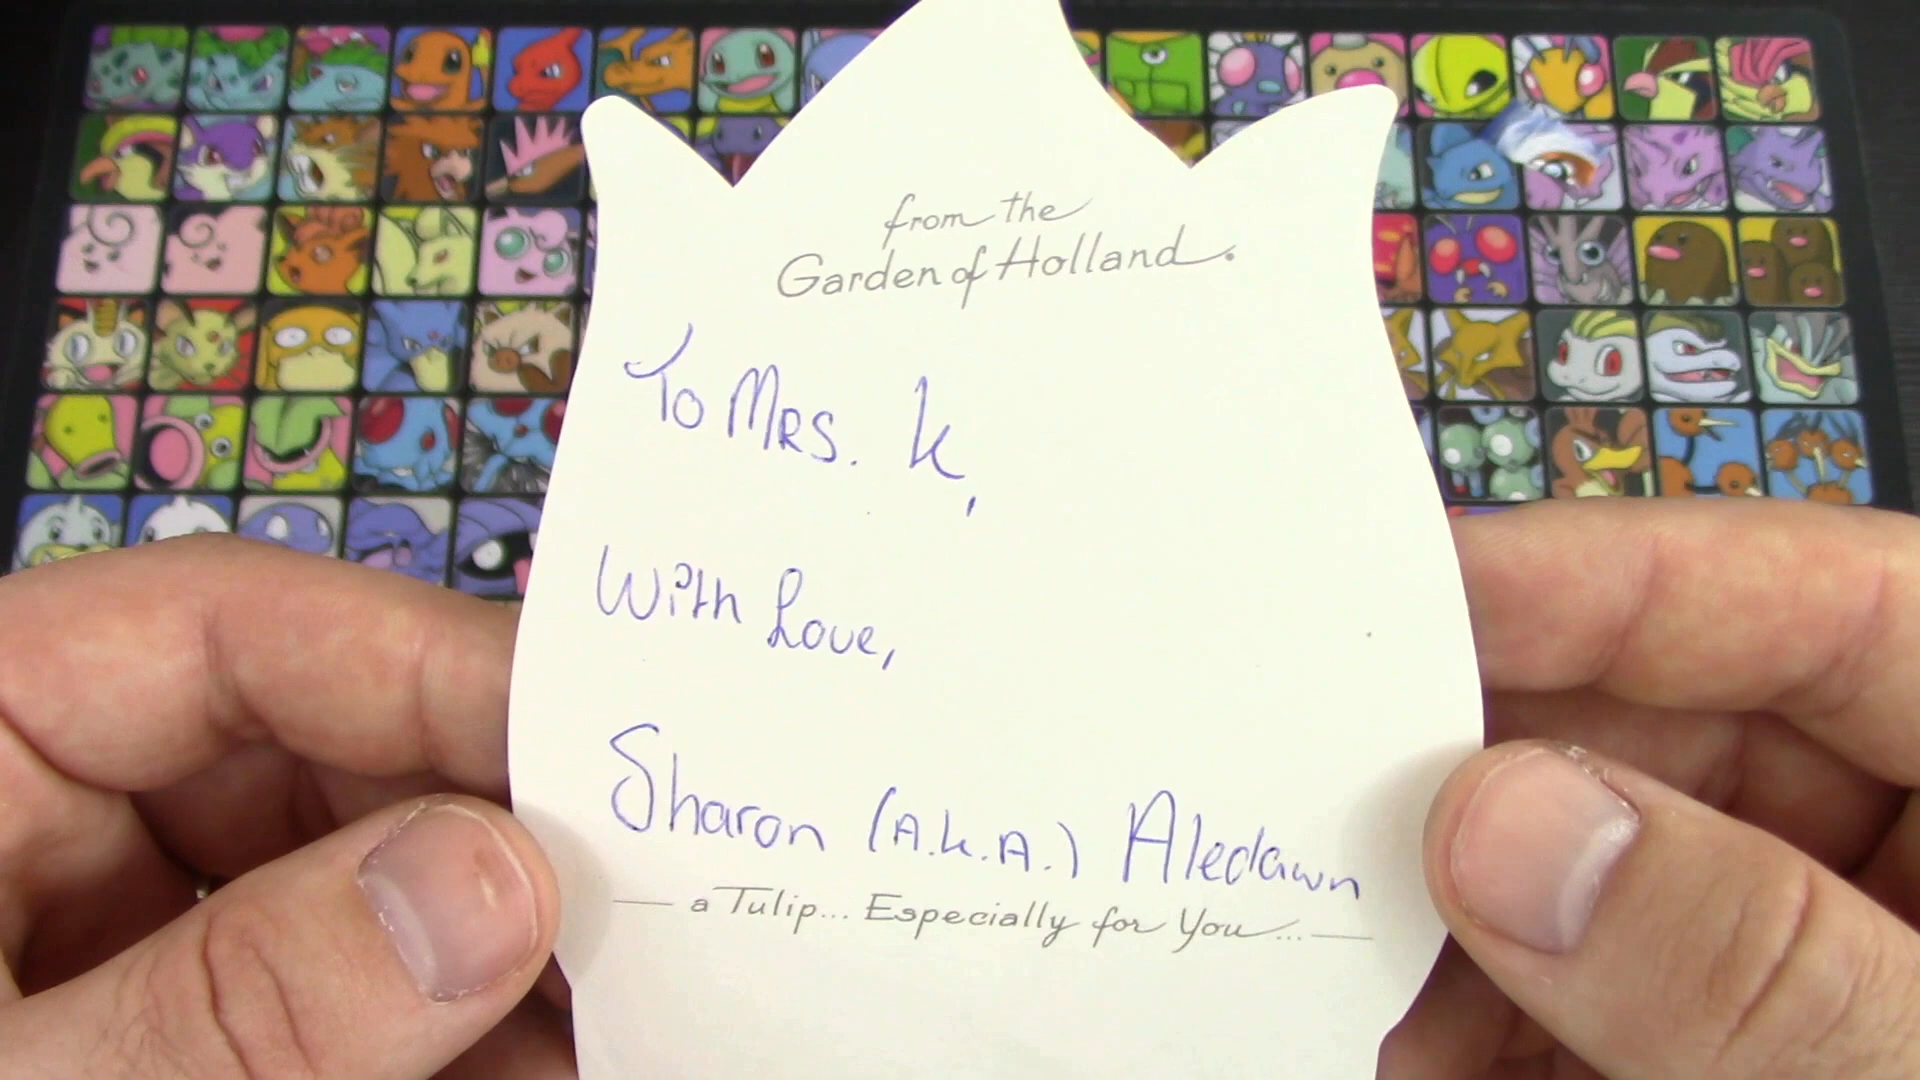 from the
Garden of Holland.
To MRS. K,
With Love,
Sharon (A.k.A.) Aledawn
— a Tulip... Especially for You... —